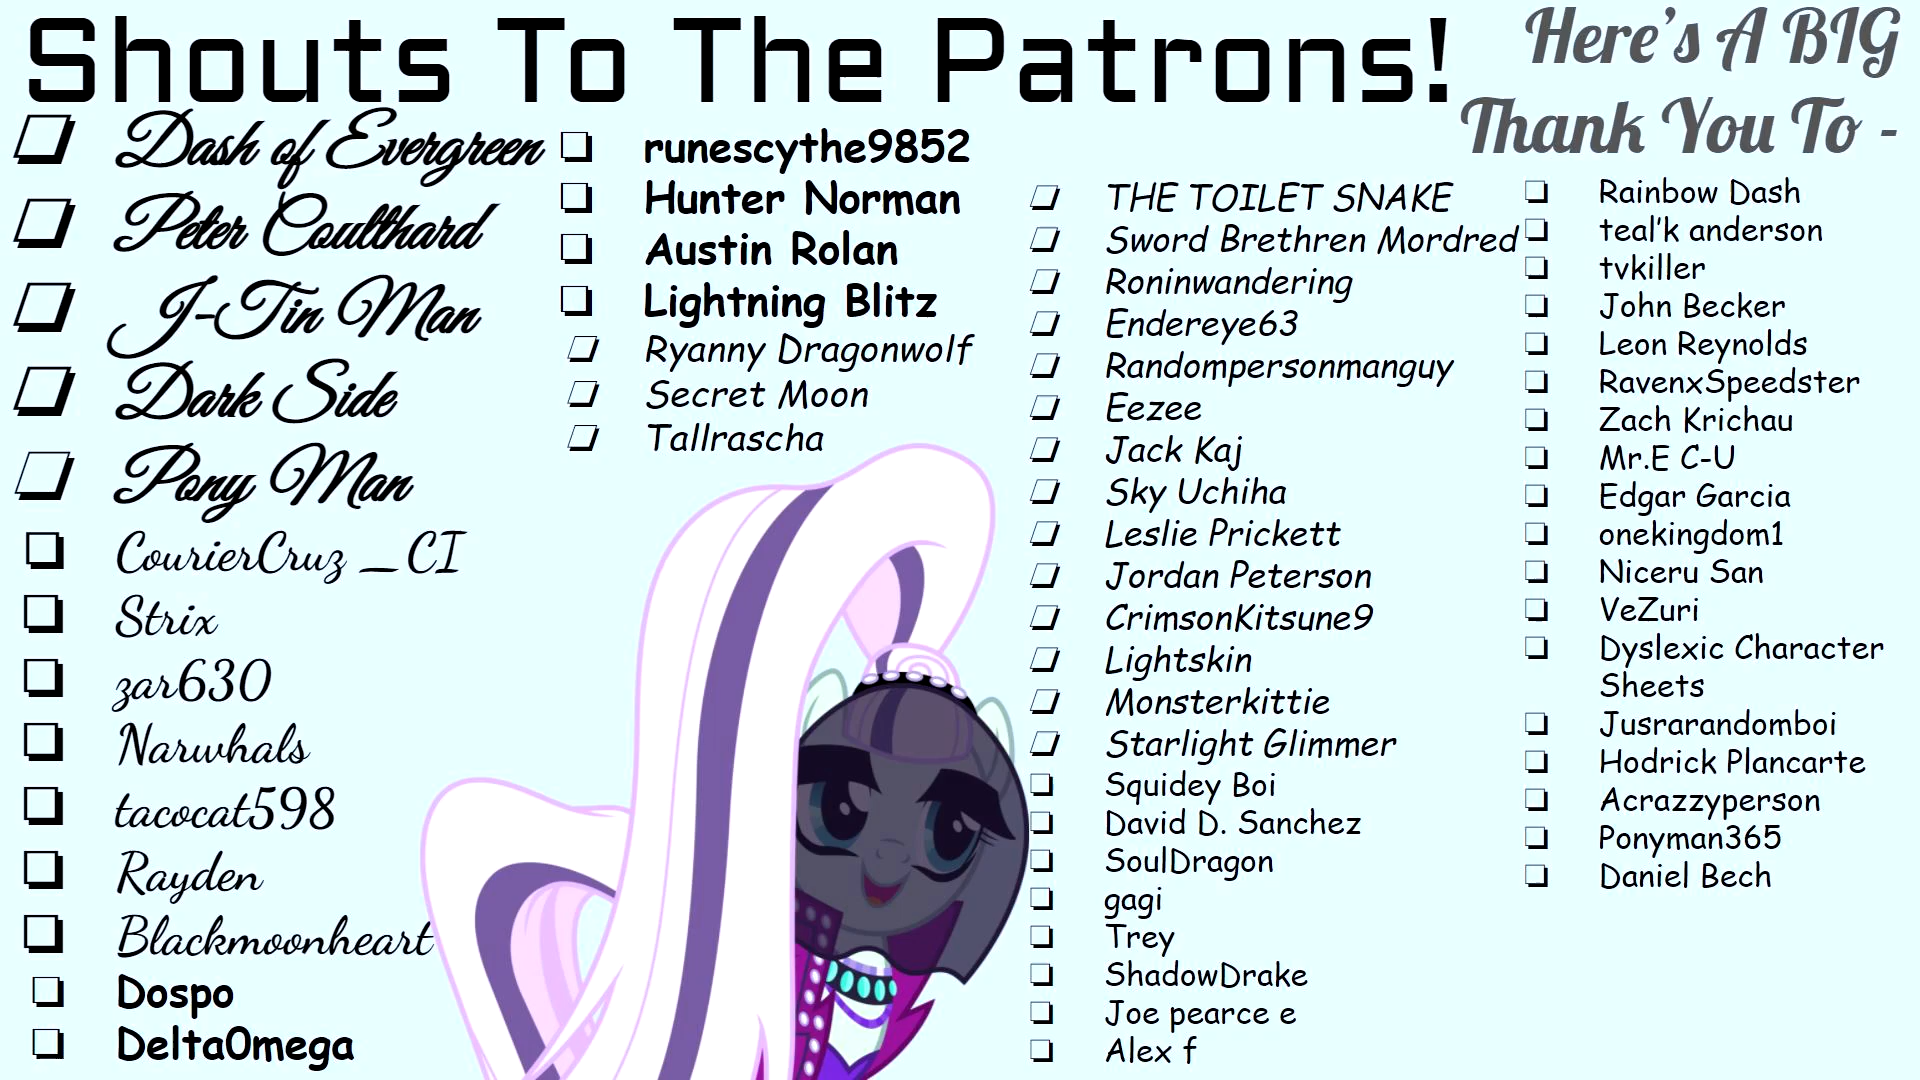 Shouts To The Patrons!
Here's A BIG
Thank You To -
Dash of Evergreen
Peter Coulthard
J-Tin Man
Dark Side
Pony Man
CourierCruz_CI
Strix
zar630
Narwhals
tacocat598
Rayden
Blackmoonheart
Dospo
Delta0mega
runescythe9852
Hunter Norman
Austin Rolan
Lightning Blitz
Ryanny Dragonwolf
Secret Moon
Tallrascha
THE TOILET SNAKE
Sword Brethren Mordred
Roninwandering
Endereye63
Randompersonmanguy
Eezee
Jack Kaj
Sky Uchiha
Leslie Prickett
Jordan Peterson
CrimsonKitsune9
Lightskin
Monsterkittie
Starlight Glimmer
Squidey Boi
David D. Sanchez
SoulDragon
gagi
Trey
ShadowDrake
Joe pearce e
Alex f
Rainbow Dash
teal'k anderson
tvkiller
John Becker
Leon Reynolds
RavenxSpeedster
Zach Krichau
Mr.E C-U
Edgar Garcia
onekingdom1
Niceru San
VeZuri
Dyslexic Character
Sheets
Jusrarandomboi
Hodrick Plancarte
Acrazzyperson
Ponyman365
Daniel Bech